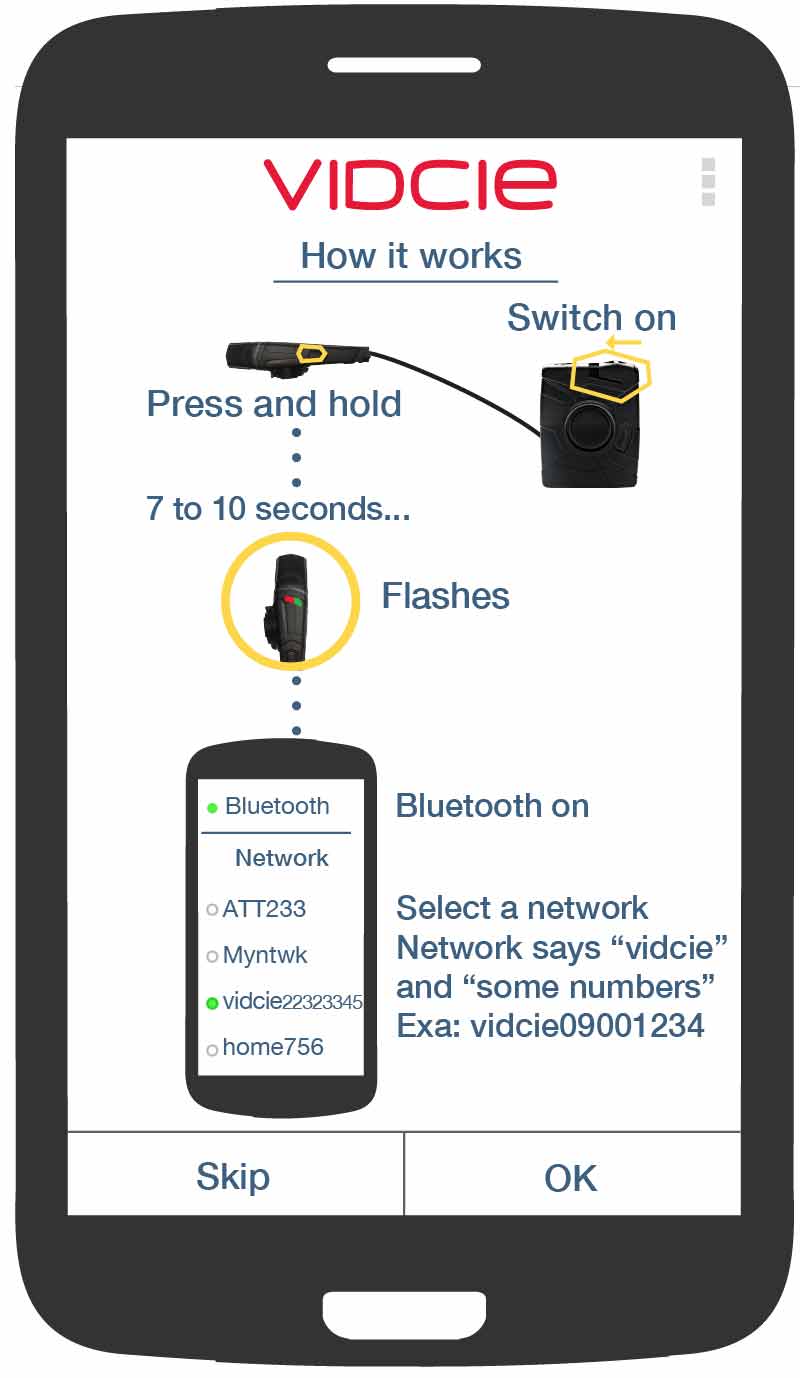 VIDCIE
How it works
Switch on
Press and hold
7 to 10 seconds...
Flashes
Bluetooth
Bluetooth on
Network
ATT233
Myntwk
vidcie22323345
home756
Select a network
Network says “vidcie”
and “some numbers”
Exa: vidcie09001234
Skip
OK